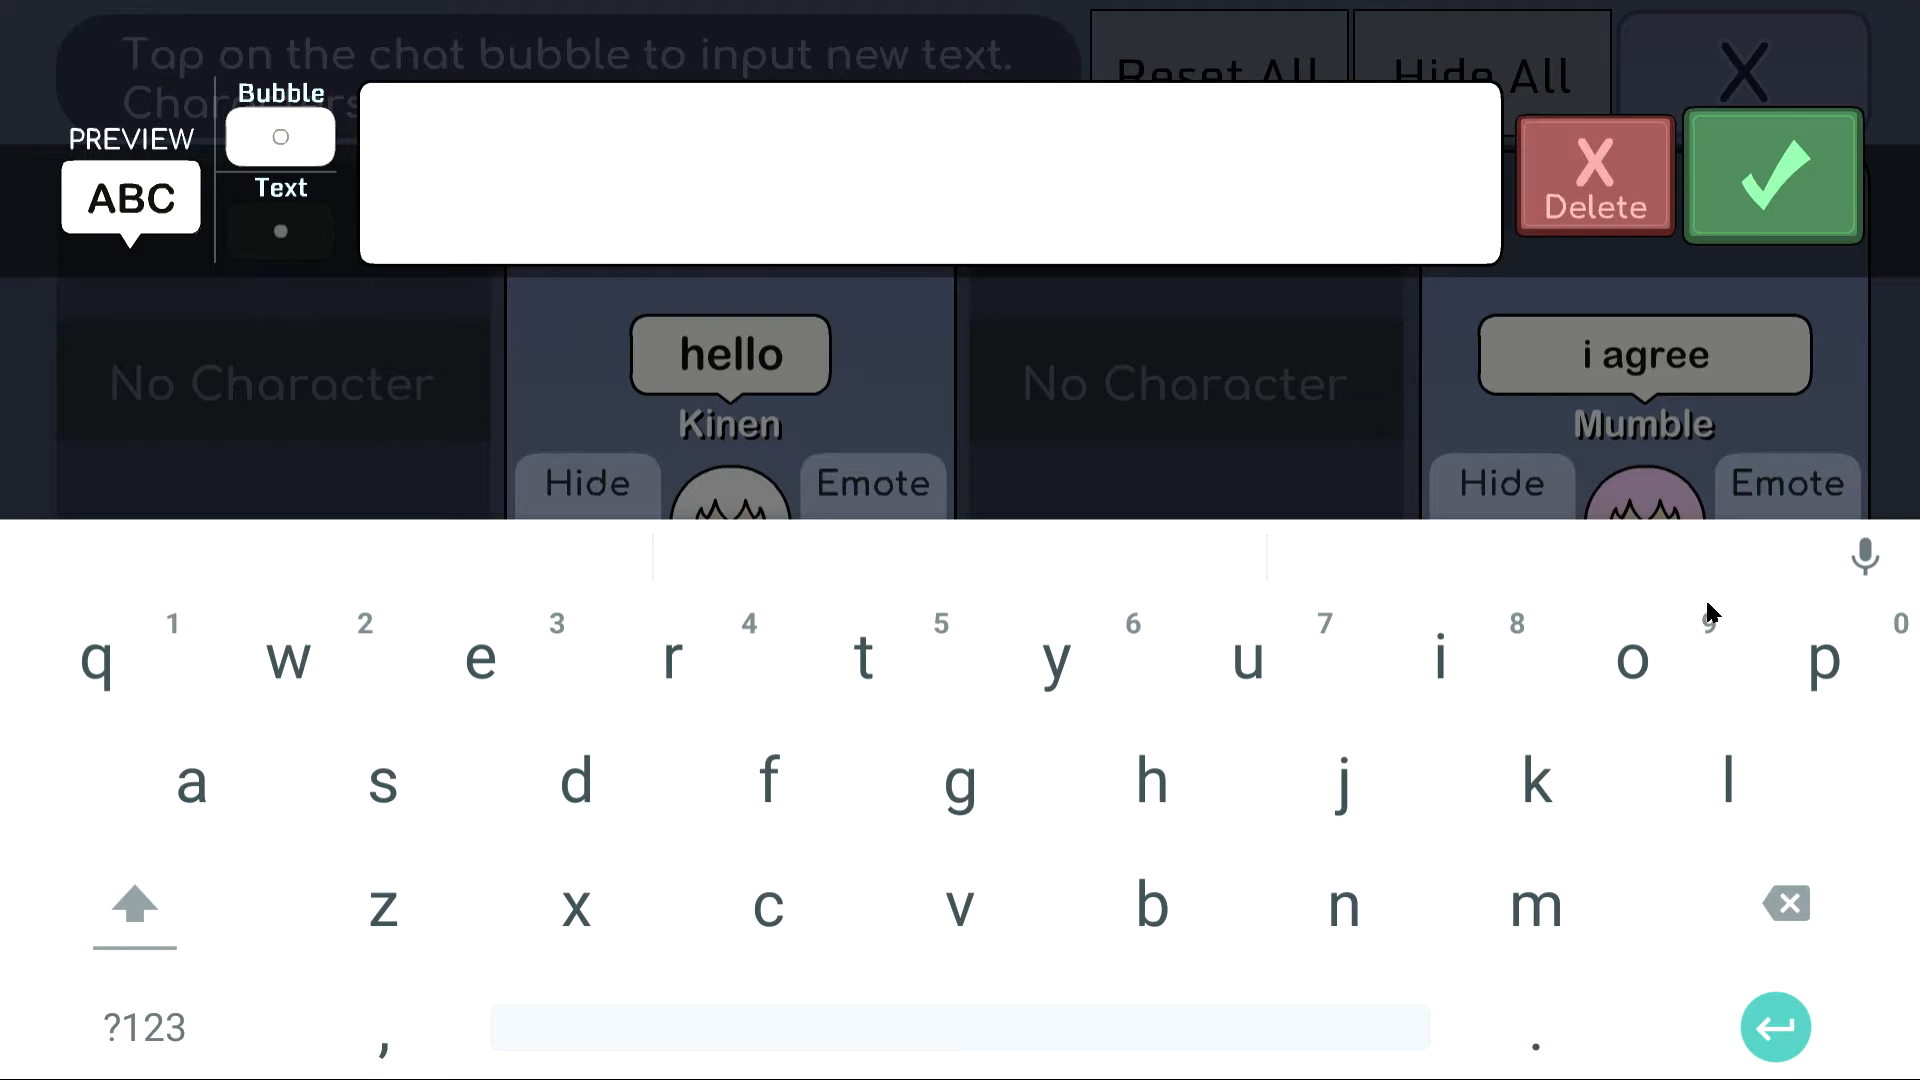 Tap on the chat bubble to input new text.
Reset All
Hide All
X
Bubble
PREVIEW
ABC
Text
X
Delete
No Character
hello
Kinen
Hide
Emote
No Character
i agree
Mumble
Hide
Emote
1 2 3 4 5 6 7 8 9 0
q w e r t y u i o p
a s d f g h j k l
z x c v b n m
?123 , .